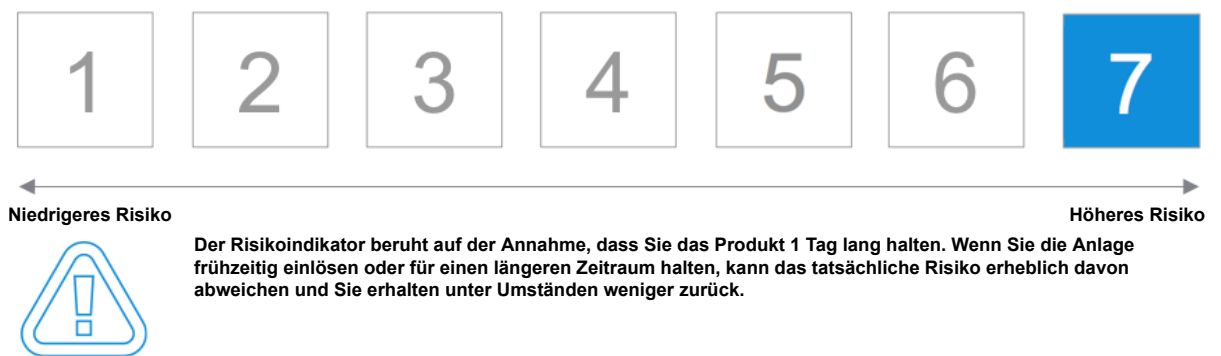 1 2 3 4 5 6 7
Niedrigeres Risiko Höheres Risiko
Der Risikoindikator beruht auf der Annahme, dass Sie das Produkt 1 Tag lang halten. Wenn Sie die Anlage
frühzeitig einlösen oder für einen längeren Zeitraum halten, kann das tatsächliche Risiko erheblich davon
abweichen und Sie erhalten unter Umständen weniger zurück.